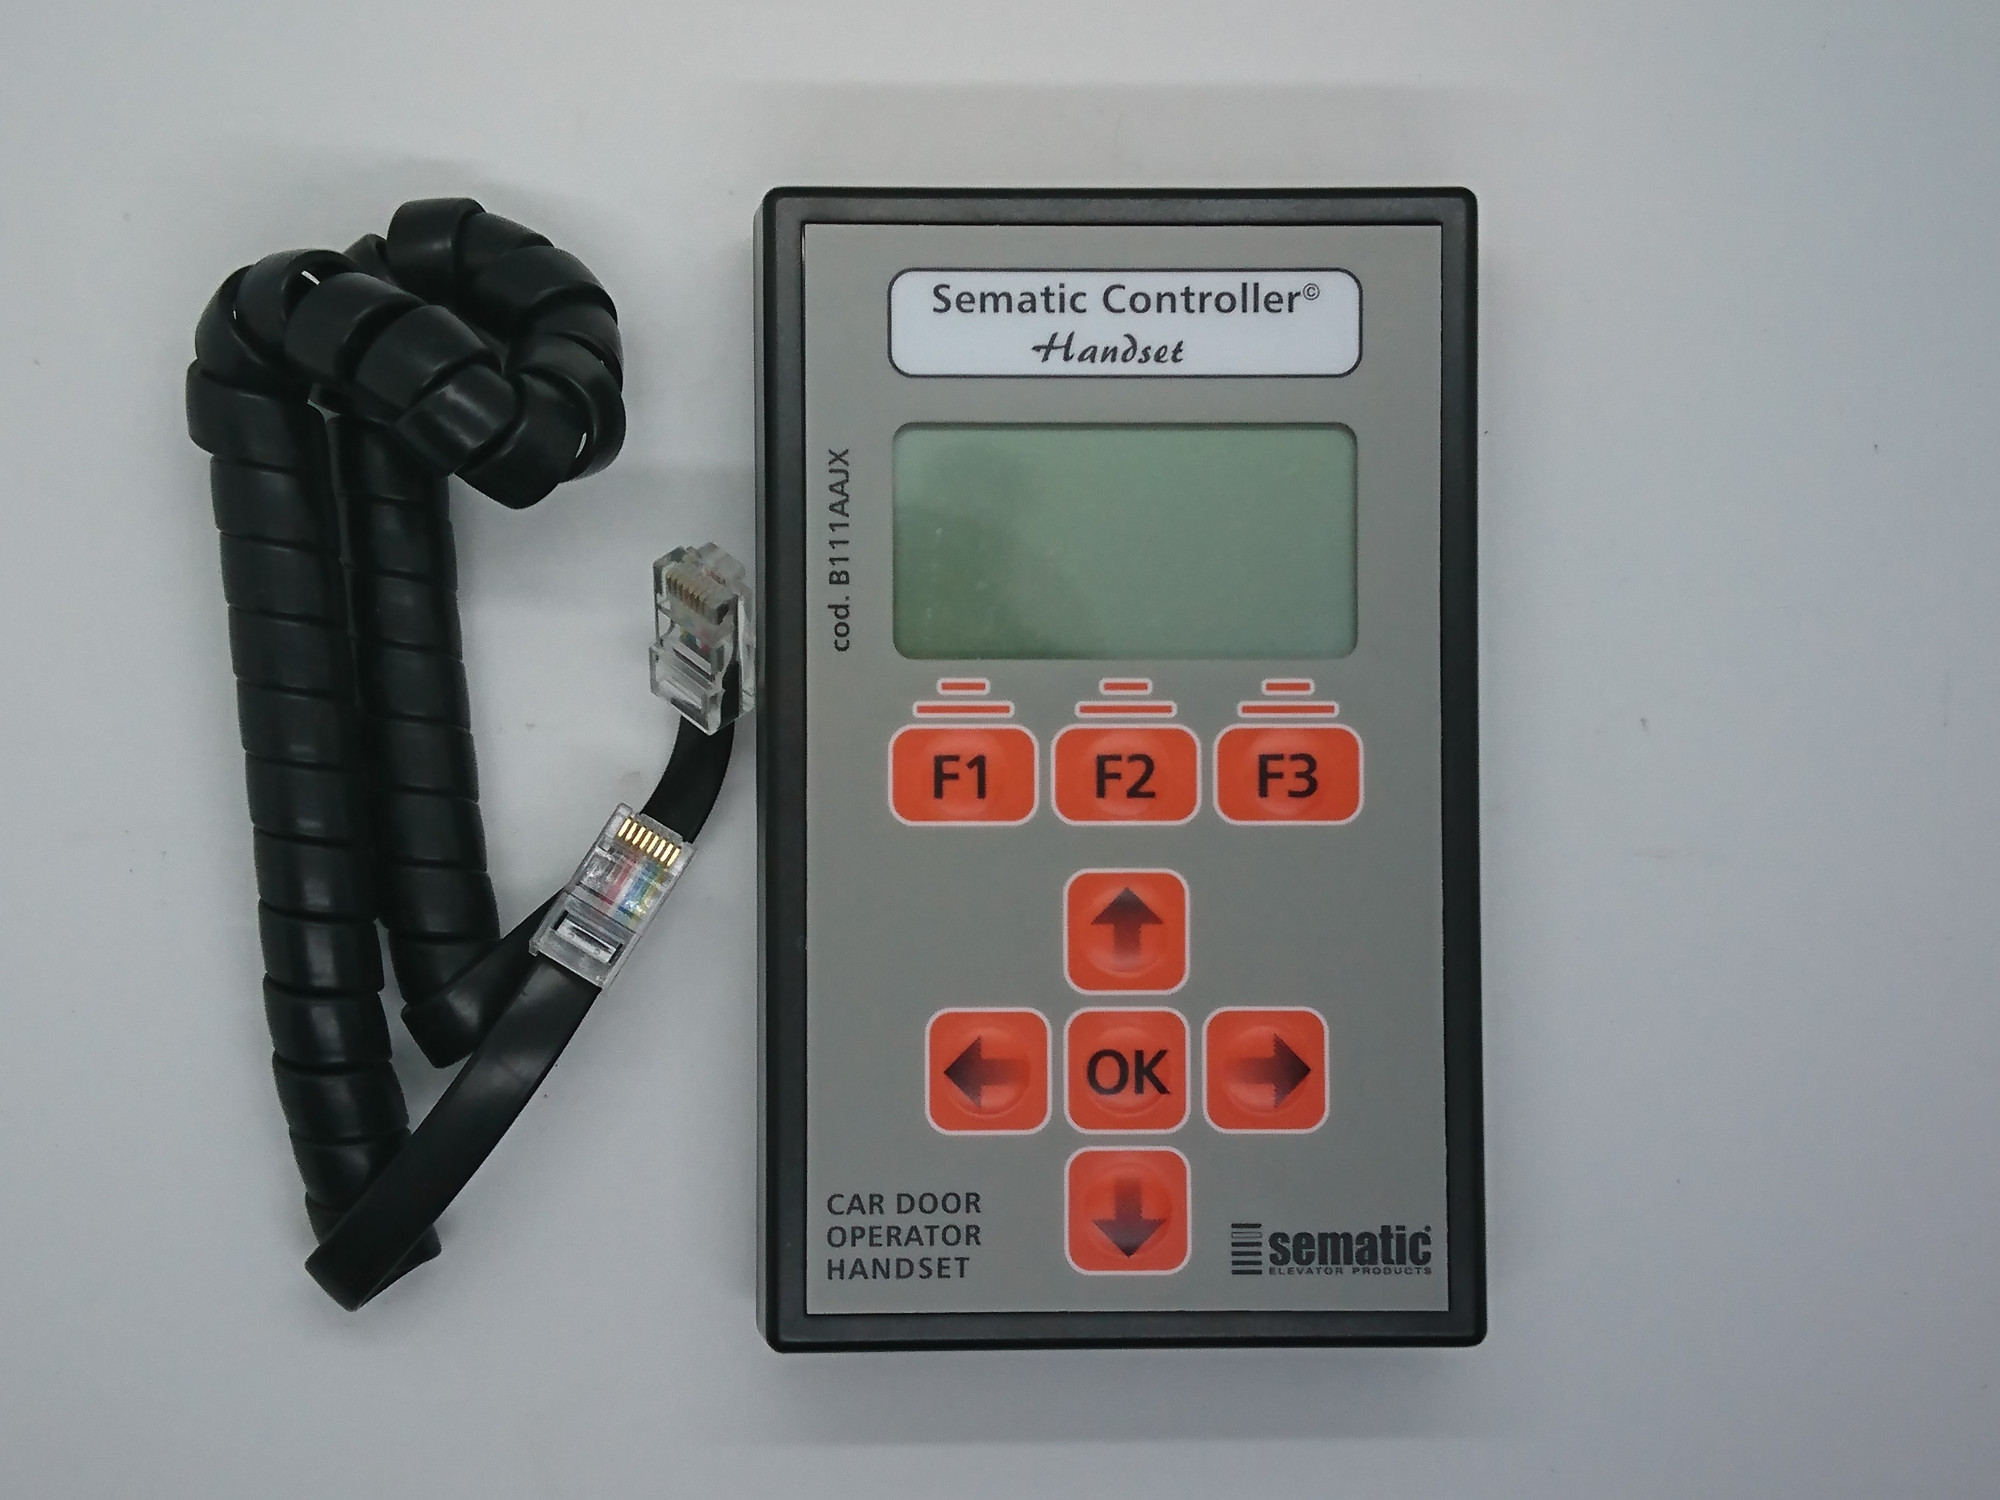 Sematic Controller©
Handset
cod. B111AAJX
F1 F2 F3
OK
CAR DOOR
OPERATOR
HANDSET
sematic®
ELEVATOR PRODUCTS